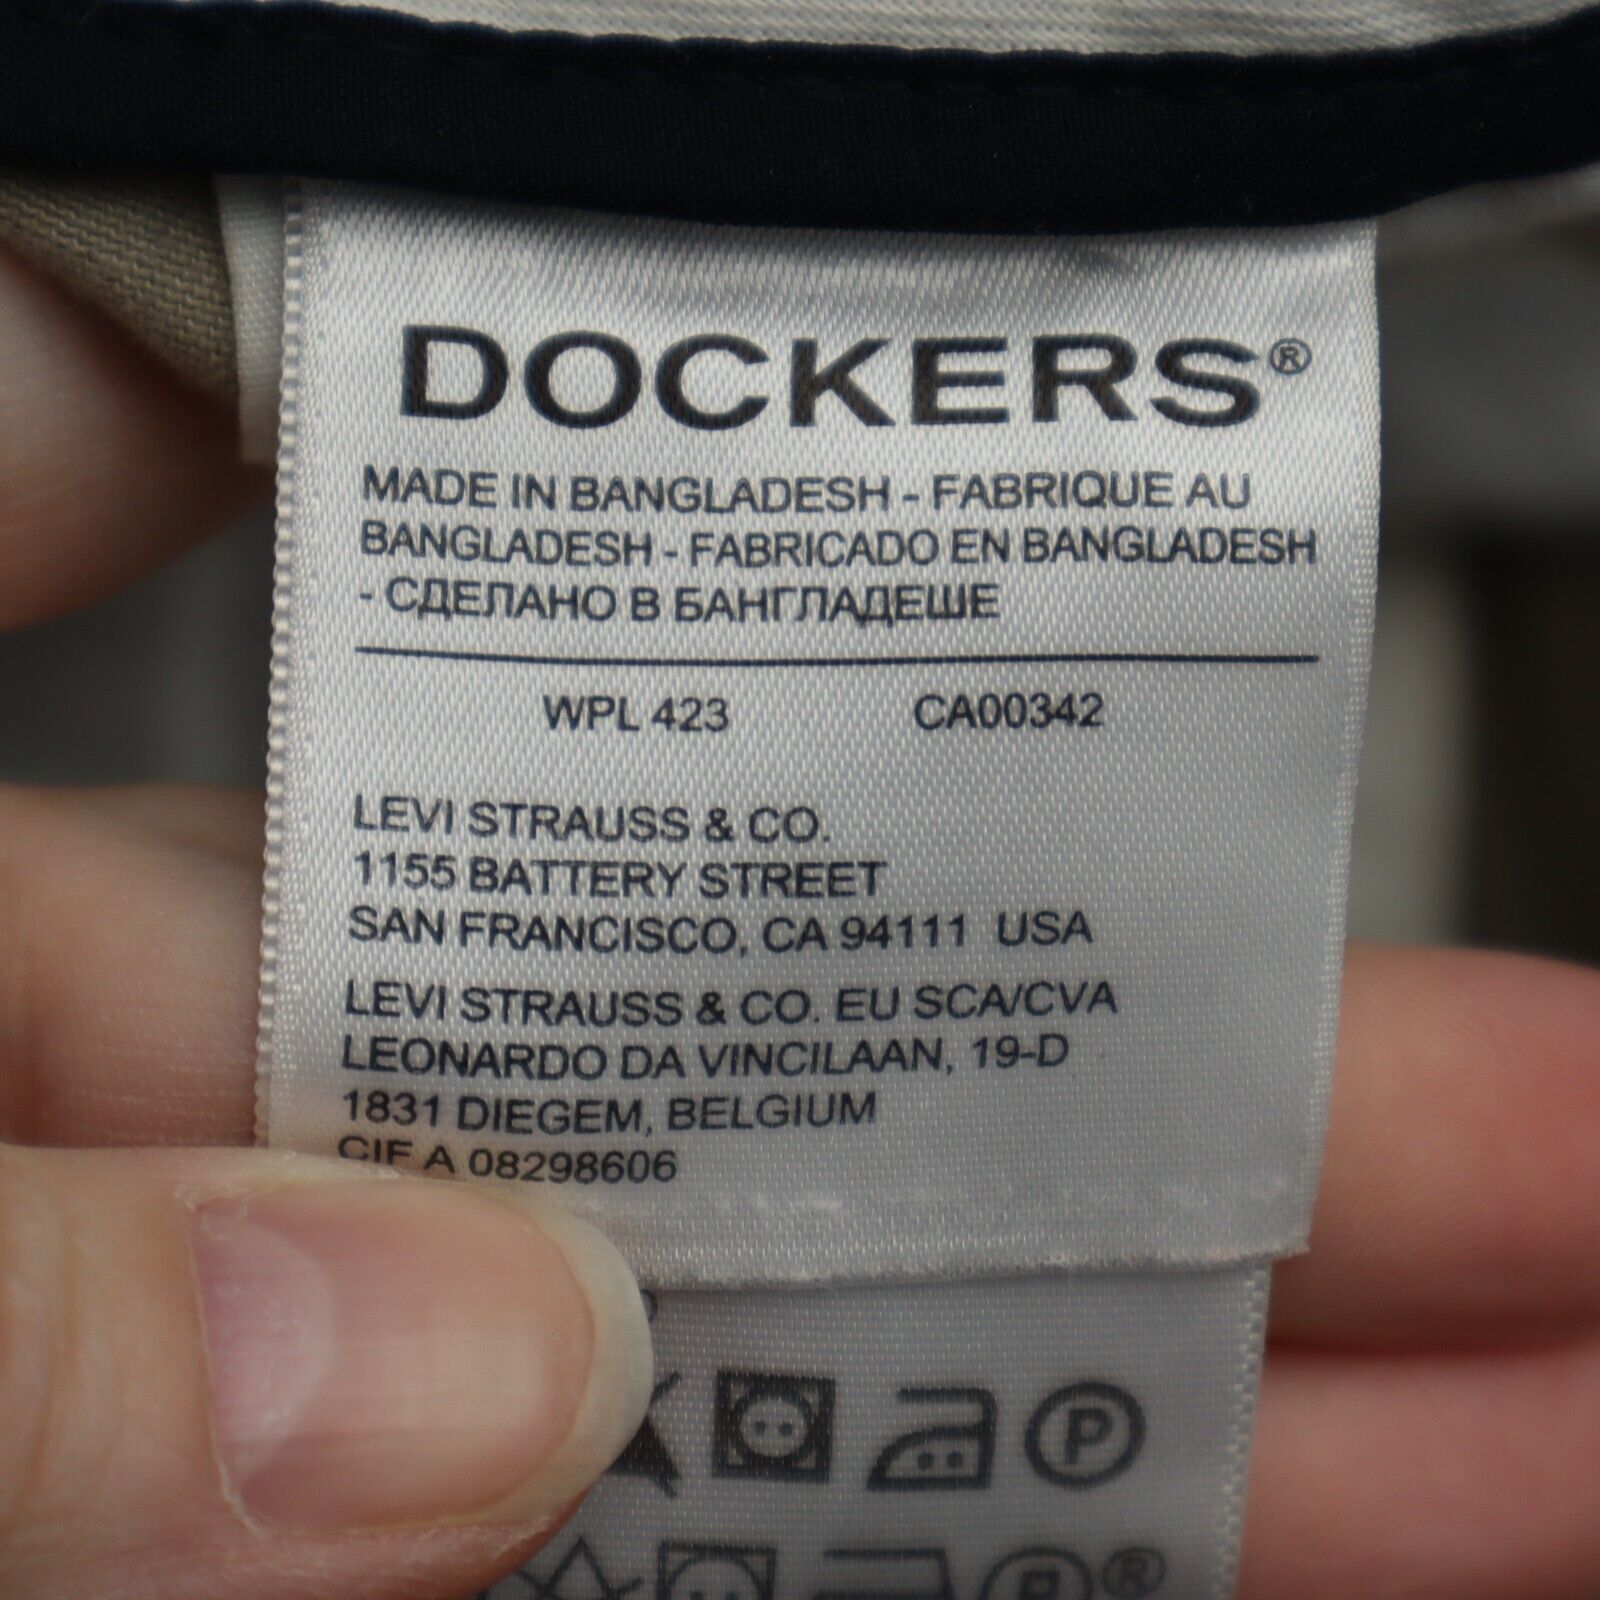 DOCKERS®
MADE IN BANGLADESH - FABRIQUE AU
BANGLADESH - FABRICADO EN BANGLADESH
- СДЕЛАНО В БАНГЛАДЕШЕ
WPL 423 CA00342
LEVI STRAUSS & CO.
1155 BATTERY STREET
SAN FRANCISCO, CA 94111 USA
LEVI STRAUSS & CO. EU SCA/CVA
LEONARDO DA VINCILAAN, 19-D
1831 DIEGEM, BELGIUM
CIF A 08298606
P
®